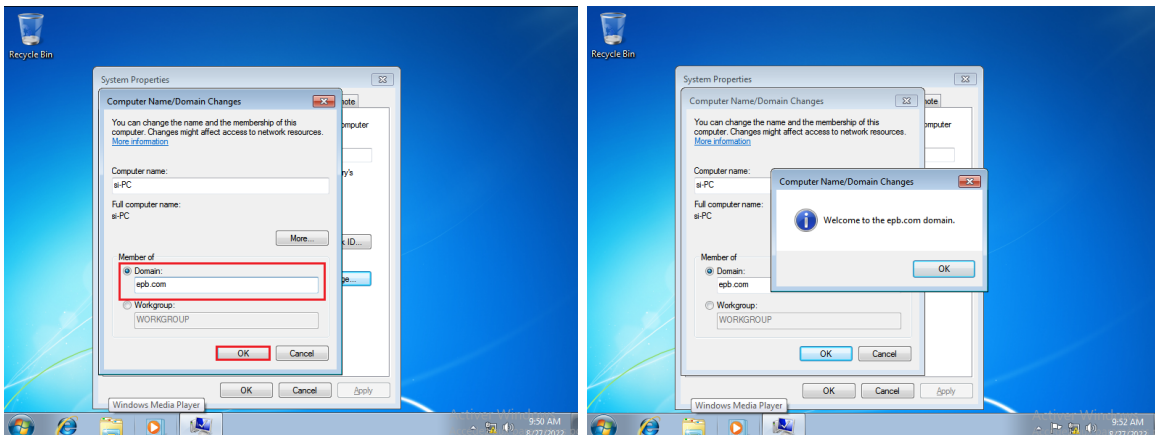 Recycle Bin
System Properties
Computer Name/Domain Changes
You can change the name and the membership of this
computer. Changes might affect access to network resources.
More information
Computer name:
si-PC
Full computer name:
si-PC
More...
Member of
Domain:
epb.com
Workgroup:
WORKGROUP
OK Cancel
OK Cancel Apply
Windows Media Player
9:50 AM
8/27/2022
Recycle Bin
System Properties
Computer Name/Domain Changes
You can change the name and the membership of this
computer. Changes might affect access to network resources.
More information
Computer name:
si-PC
Full computer name:
si-PC
Computer Name/Domain Changes
Welcome to the epb.com domain.
OK
Member of
Domain:
epb.com
Workgroup:
WORKGROUP
OK Cancel
OK Cancel Apply
Windows Media Player
9:52 AM
8/27/2022